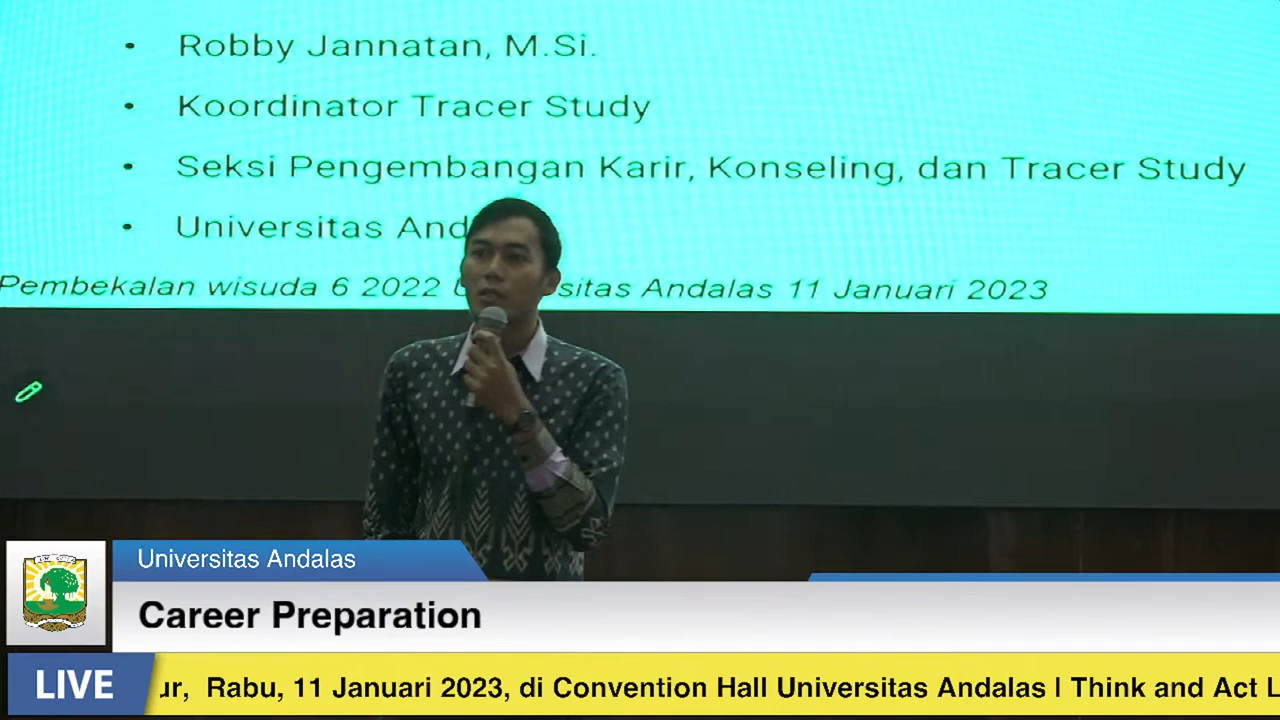 • Robby Jannatan, M.Si.
• Koordinator Tracer Study
• Seksi Pengembangan Karir, Konseling, dan Tracer Study
• Universitas And
Pembekalan wisuda 6 2022 sitas Andalas 11 Januari 2023
Universitas Andalas
Career Preparation
LIVE ur, Rabu, 11 Januari 2023, di Convention Hall Universitas Andalas | Think and Act L